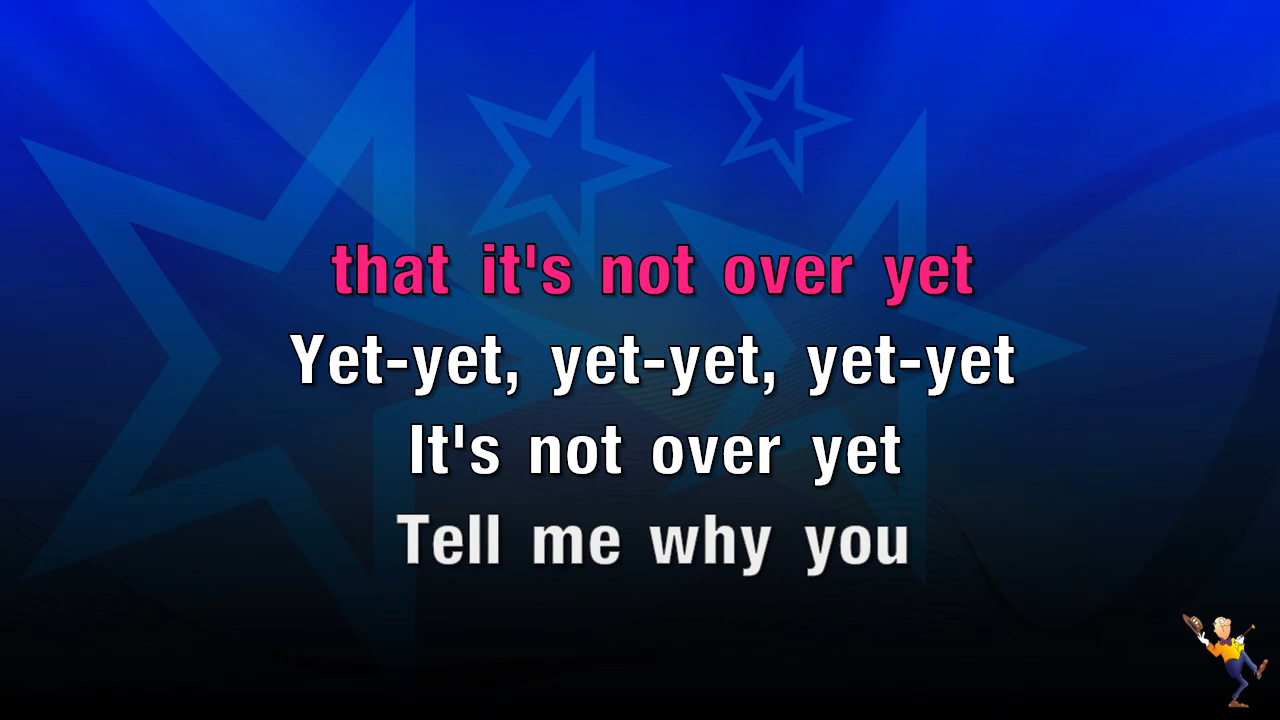 that it's not over yet
Yet-yet, yet-yet, yet-yet
It's not over yet
Tell me why you